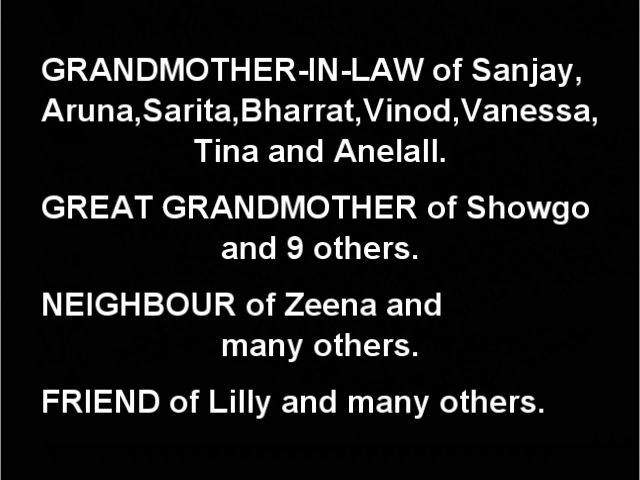 GRANDMOTHER-IN-LAW of Sanjay,
Aruna,Sarita,Bharrat,Vinod,Vanessa,
Tina and Anelall.
GREAT GRANDMOTHER of Showgo
and 9 others.
NEIGHBOUR of Zeena and
many others.
FRIEND of Lilly and many others.